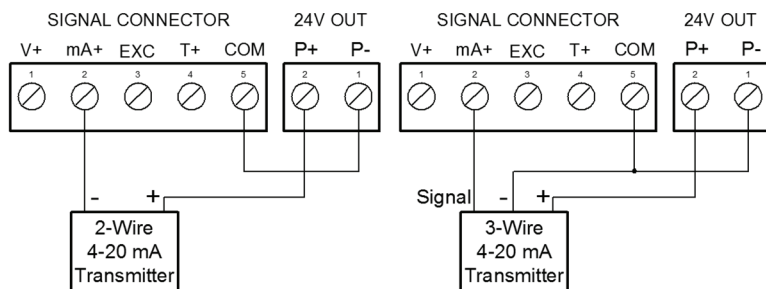 SIGNAL CONNECTOR 24V OUT
V+ mA+ EXC T+ COM P+ P-
1 2 3 4 5 2 1
- +
2-Wire
4-20 mA
Transmitter
SIGNAL CONNECTOR 24V OUT
V+ mA+ EXC T+ COM P+ P-
1 2 3 4 5 2 1
Signal - +
3-Wire
4-20 mA
Transmitter